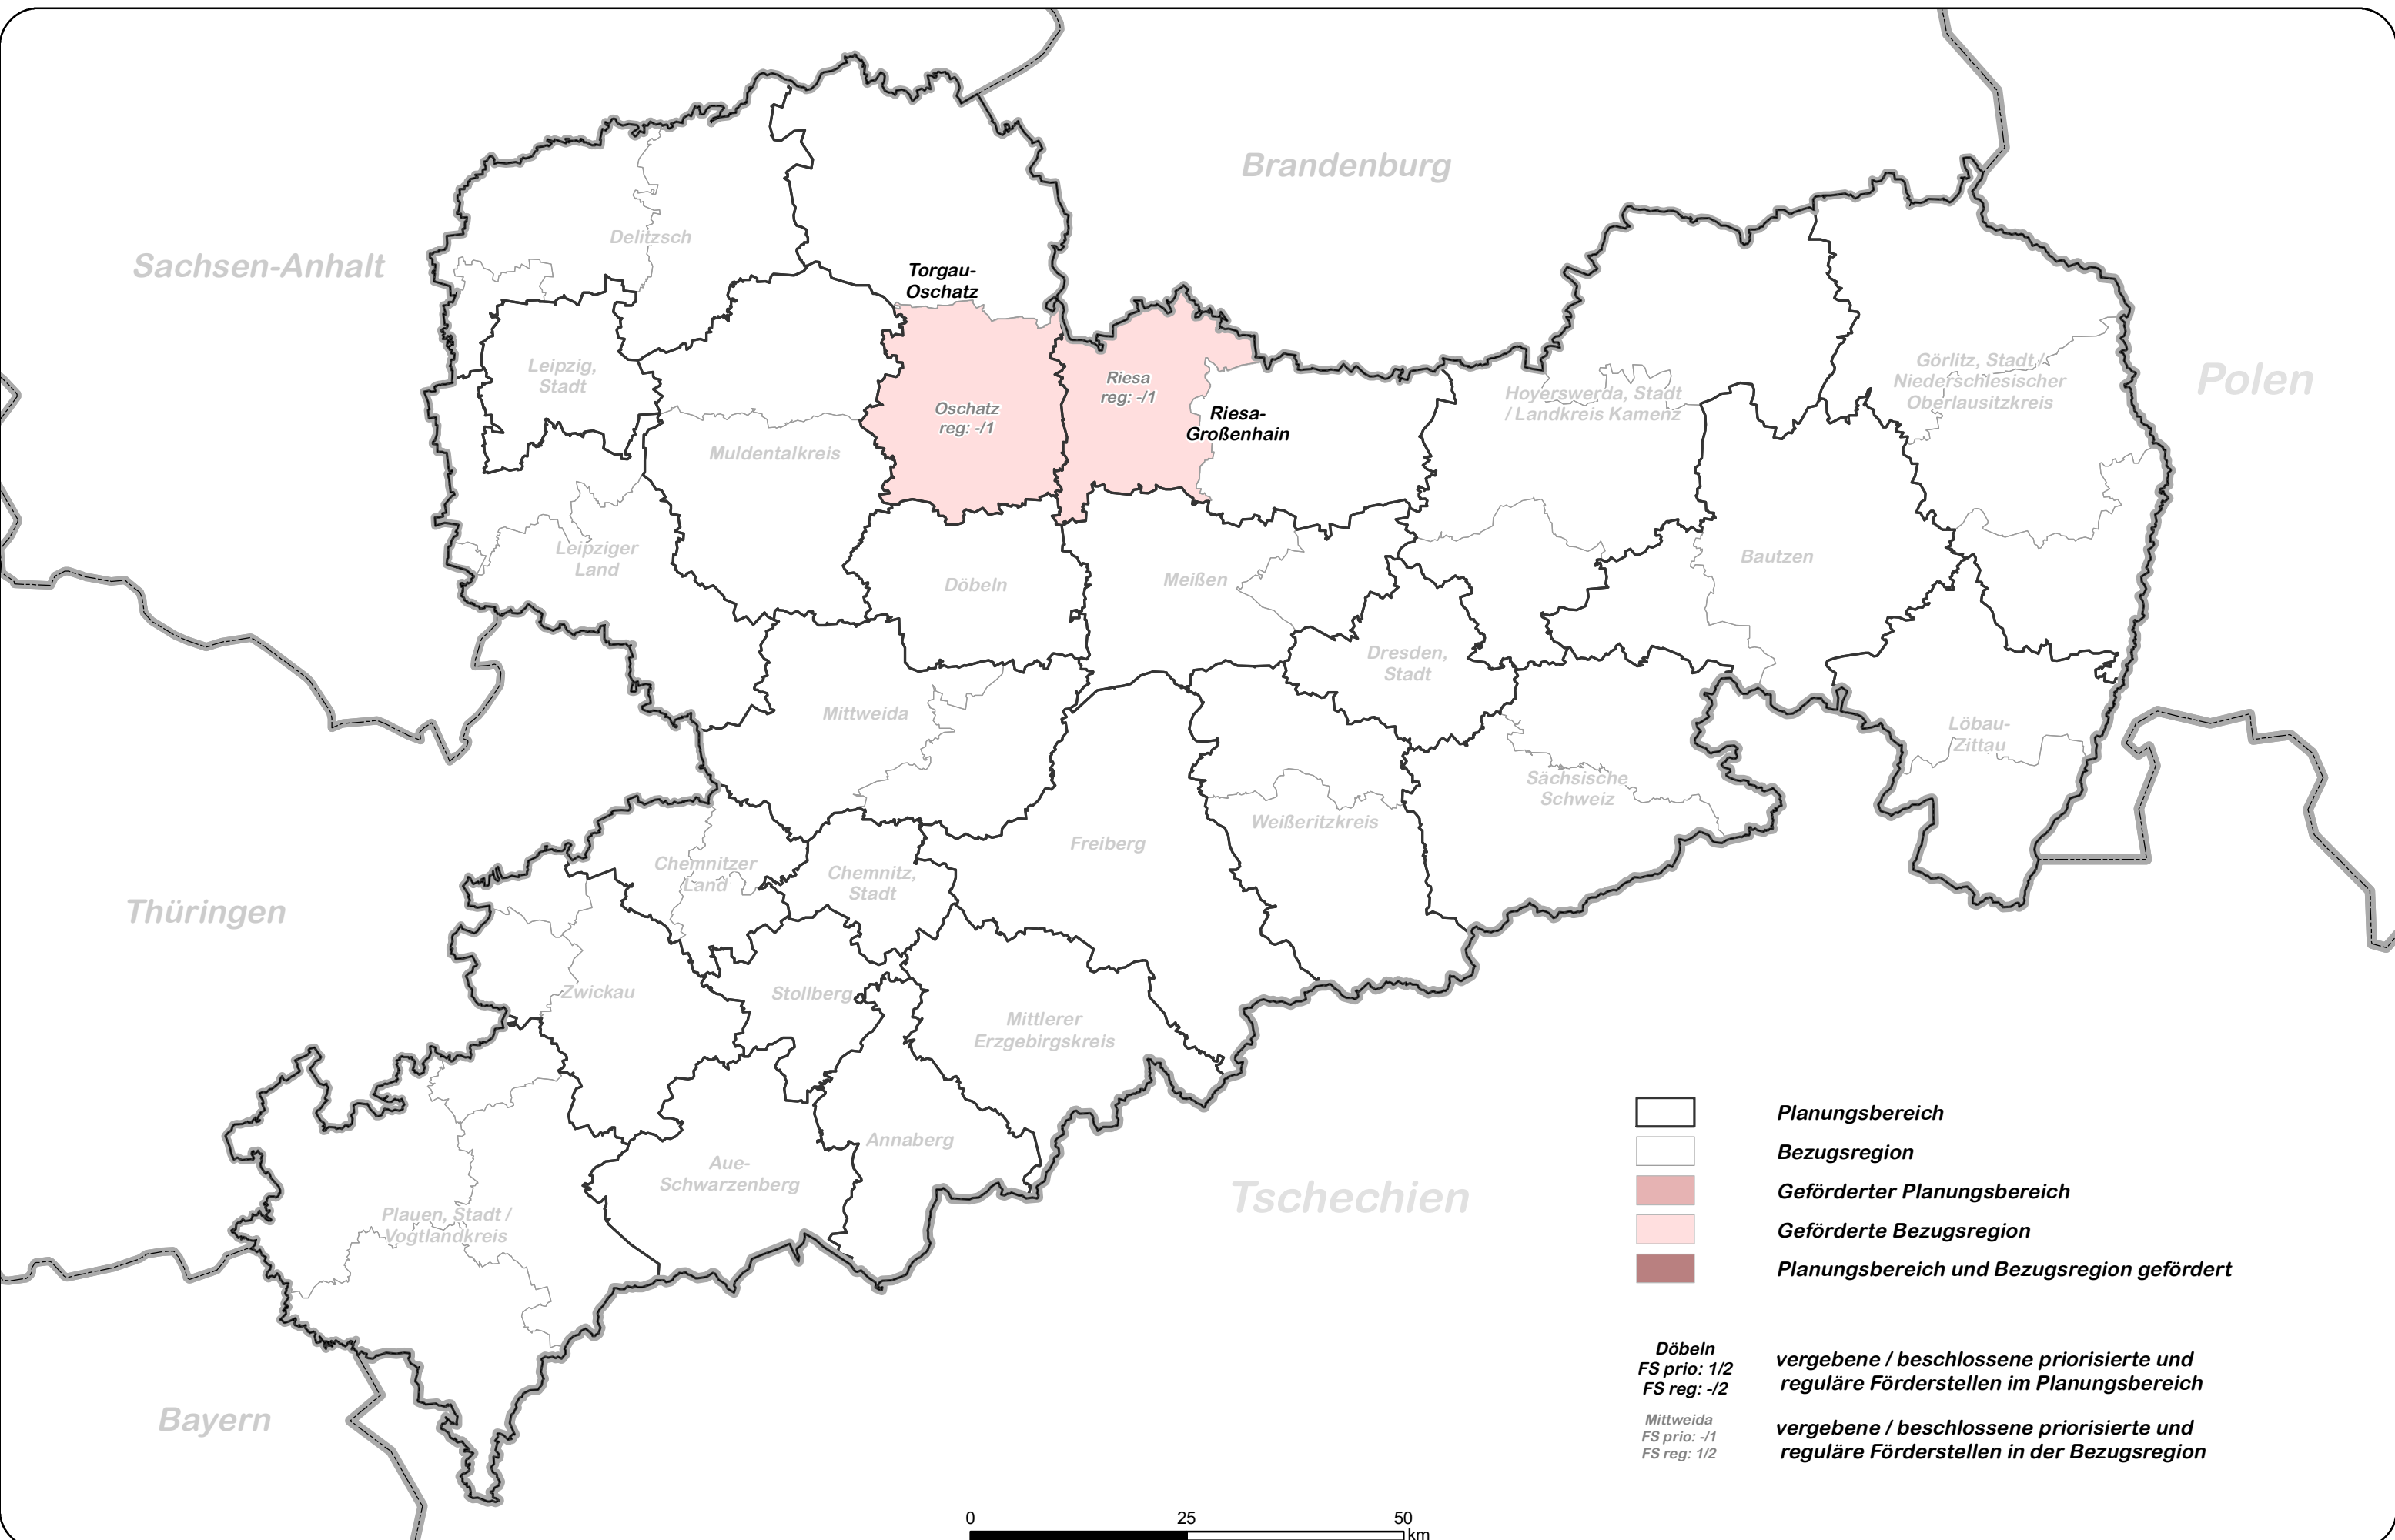 Brandenburg
Sachsen-Anhalt
Delitzsch
Torgau-
Oschatz
Polen
Leipzig,
Stadt
Riesa
reg: -/1
Oschatz
reg: -/1
Riesa-
Großenhain
Hoyerswerda, Stadt
/ Landkreis Kamenz
Görlitz, Stadt /
Niederschlesischer
Oberlausitzkreis
Muldentalkreis
Leipziger
Land
Döbeln
Meißen
Bautzen
Dresden,
Stadt
Mittweida
Löbau-
Zittau
Sächsische
Schweiz
Weißeritzkreis
Freiberg
Chemnitzer
Land
Chemnitz,
Stadt
Thüringen
Zwickau
Stollberg
Mittlerer
Erzgebirgskreis
Annaberg
Aue-
Schwarzenberg
Plauen, Stadt /
Vogtlandkreis
Tschechien
Bayern
Planungsbereich
Bezugsregion
Geförderter Planungsbereich
Geförderte Bezugsregion
Planungsbereich und Bezugsregion gefördert
Döbeln
FS prio: 1/2
FS reg: -/2
vergebene / beschlossene priorisierte und
reguläre Förderstellen im Planungsbereich
Mittweida
FS prio: -/1
FS reg: 1/2
vergebene / beschlossene priorisierte und
reguläre Förderstellen in der Bezugsregion
0 25 50
km